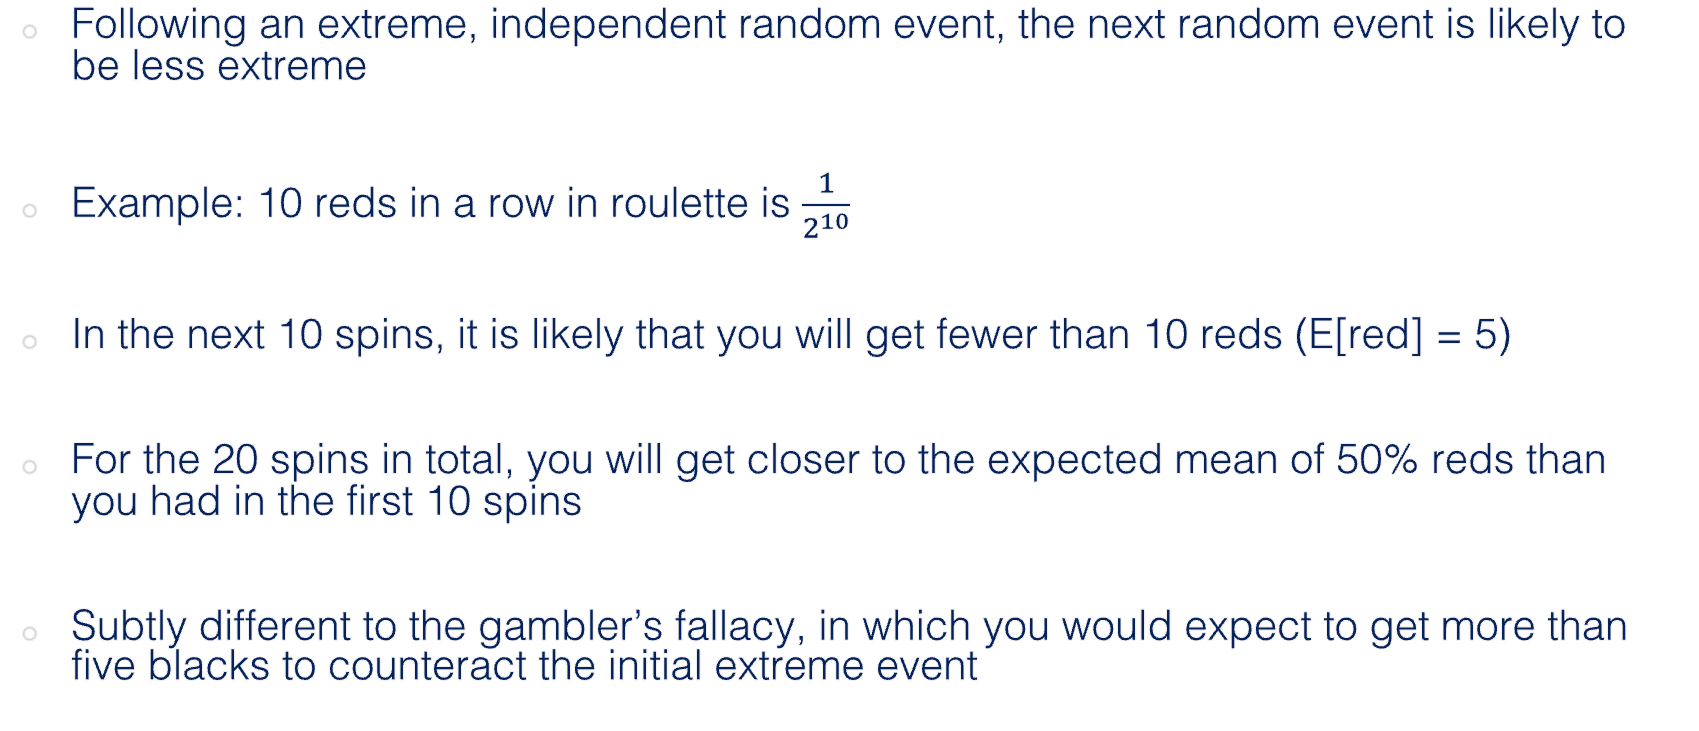 Following an extreme, independent random event, the next random event is likely to
be less extreme
Example: 10 reds in a row in roulette is 1/2^10
In the next 10 spins, it is likely that you will get fewer than 10 reds (E[red] = 5)
For the 20 spins in total, you will get closer to the expected mean of 50% reds than
you had in the first 10 spins
Subtly different to the gambler’s fallacy, in which you would expect to get more than
five blacks to counteract the initial extreme event